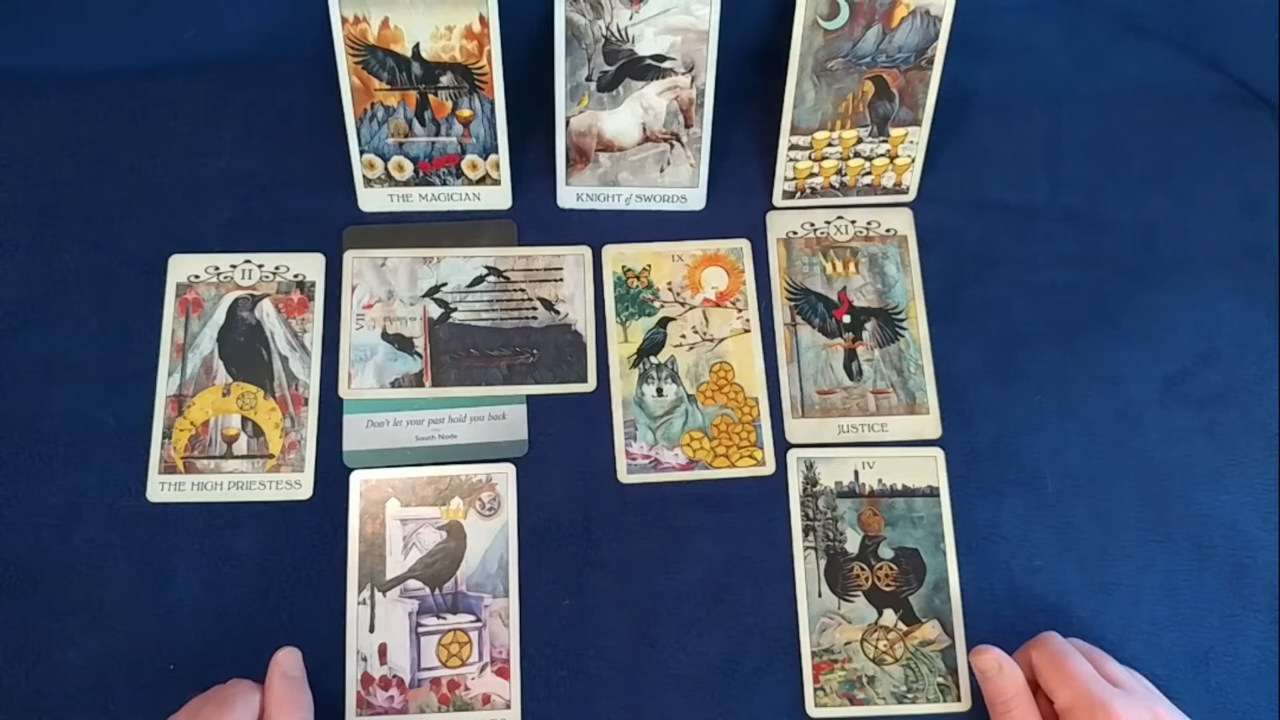 THE MAGICIAN
KNIGHT of SWORDS
II
THE HIGH PRIESTESS
VII
Don't let your past hold you back
South Node
IX
XI
JUSTICE
IV